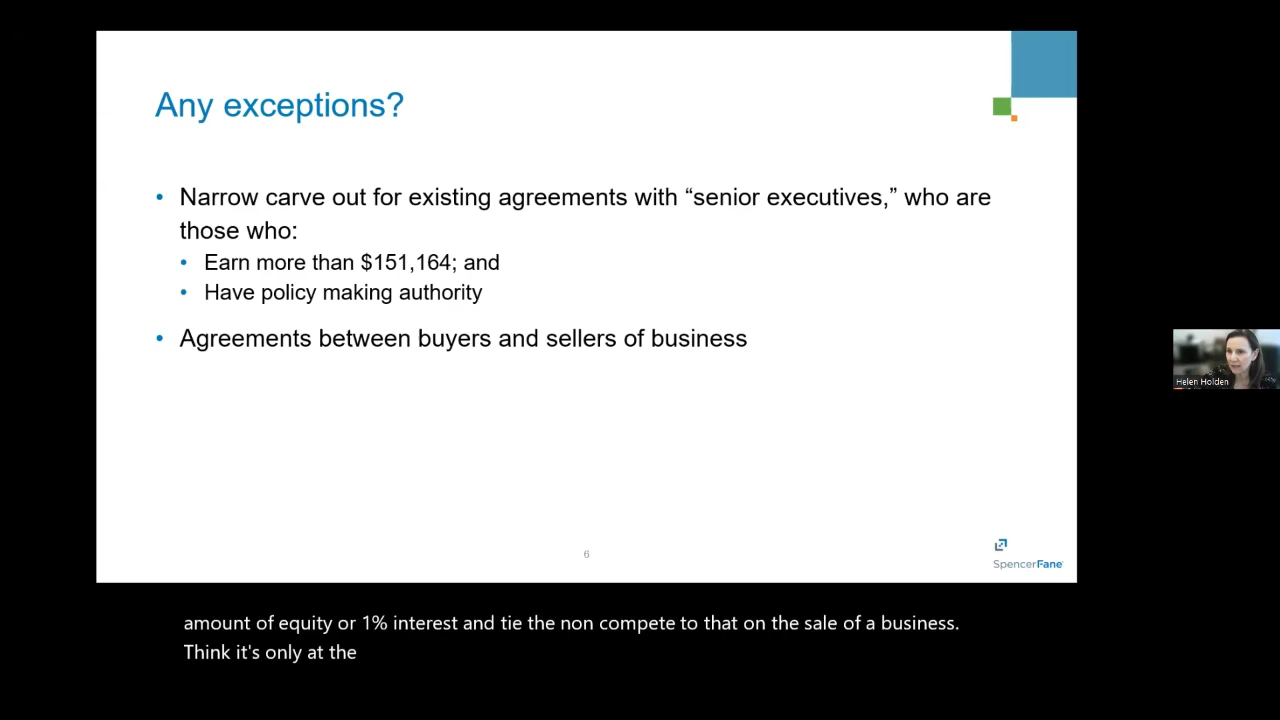 Any exceptions?
• Narrow carve out for existing agreements with “senior executives,” who are
those who:
• Earn more than $151,164; and
• Have policy making authority
• Agreements between buyers and sellers of business
Helen Holden
6
SpencerFane
amount of equity or 1% interest and tie the non compete to that on the sale of a business.
Think it's only at the